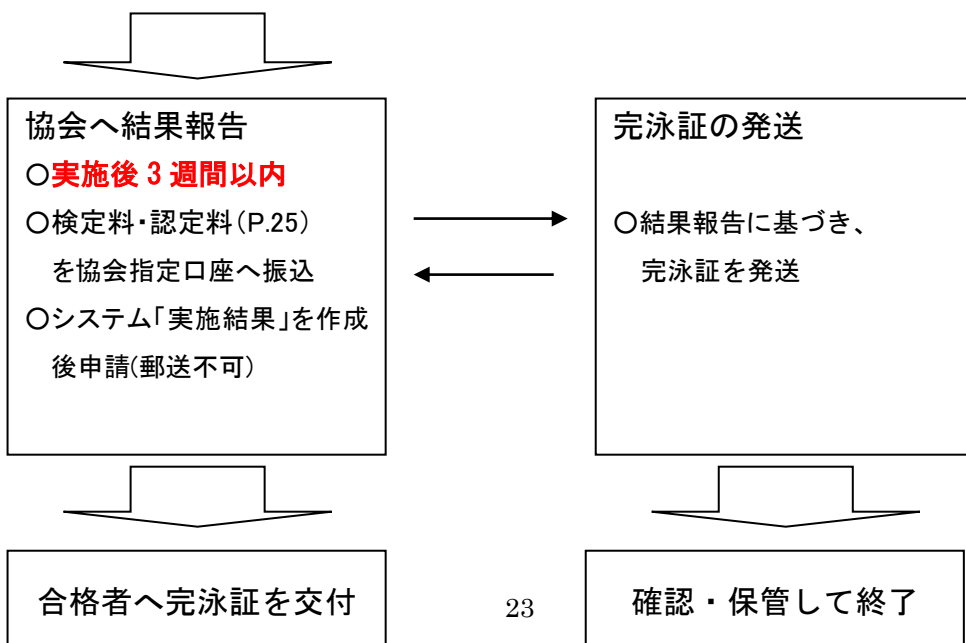 協会へ結果報告
○実施後 3 週間以内
○検定料・認定料(P.25)
を協会指定口座へ振込
○システム「実施結果」を作成
後申請(郵送不可)
完泳証の発送
○結果報告に基づき、
完泳証を発送
合格者へ完泳証を交付
確認・保管して終了
23